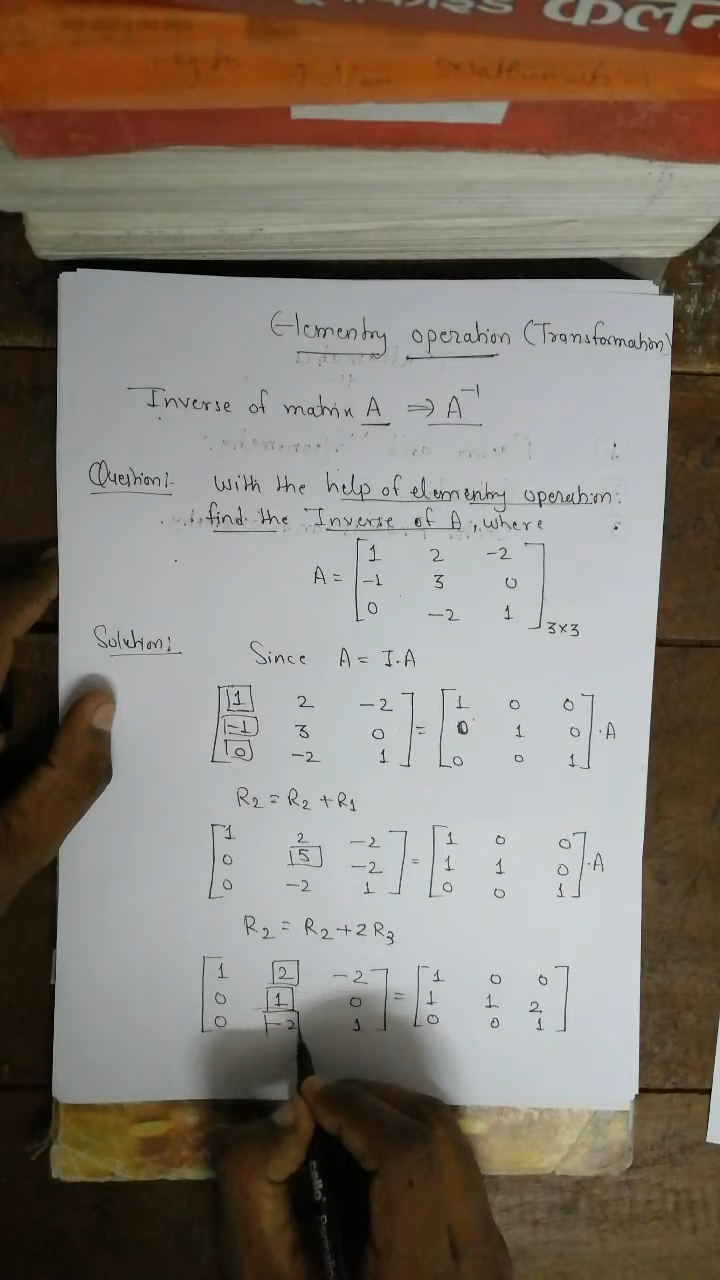 कलन
Elementry operation (Transformation)
Inverse of matrix A ⇒ A⁻¹
Question:- With the help of elementry operation:
find the Inverse of A, where
A = [1 2 -2
-1 3 0
0 -2 1] 3×3
Solution: Since A = I.A
[1 2 -2] = [1 0 0] .A
[-1 3 0] [0 1 0]
[0 -2 1] [0 0 1]
R₂ = R₂ + R₁
[1 2 -2] = [1 0 0] .A
[0 5 -2] [1 1 0]
[0 -2 1] [0 0 1]
R₂ = R₂ + 2R₃
[1 2 -2] = [1 0 0]
[0 1 0] [1 1 2]
[0 -2 1] [0 0 1]
cello